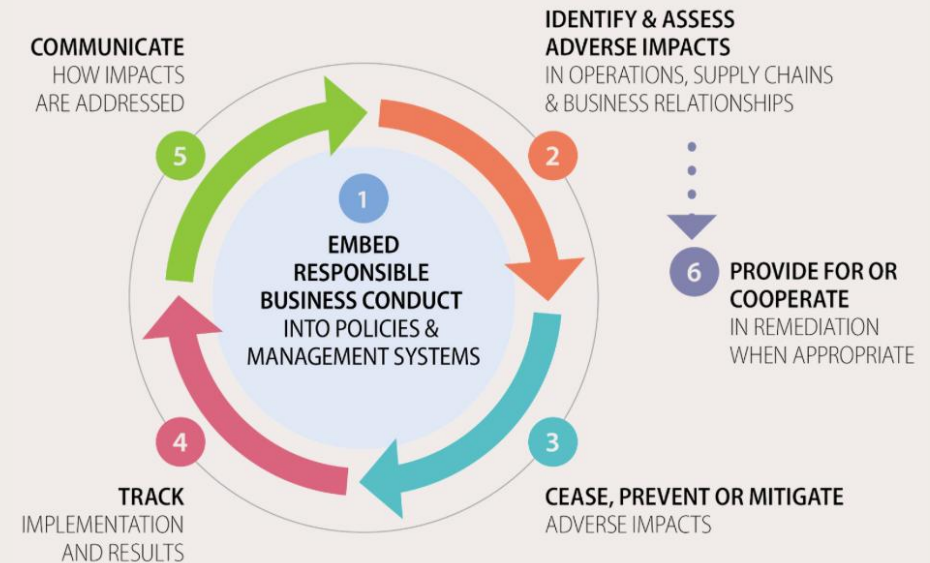 COMMUNICATE
HOW IMPACTS
ARE ADDRESSED
5
IDENTIFY & ASSESS
ADVERSE IMPACTS
IN OPERATIONS, SUPPLY CHAINS
& BUSINESS RELATIONSHIPS
2
1
EMBED
RESPONSIBLE
BUSINESS CONDUCT
INTO POLICIES &
MANAGEMENT SYSTEMS
6
PROVIDE FOR OR
COOPERATE
IN REMEDIATION
WHEN APPROPRIATE
4
TRACK
IMPLEMENTATION
AND RESULTS
3
CEASE, PREVENT OR MITIGATE
ADVERSE IMPACTS